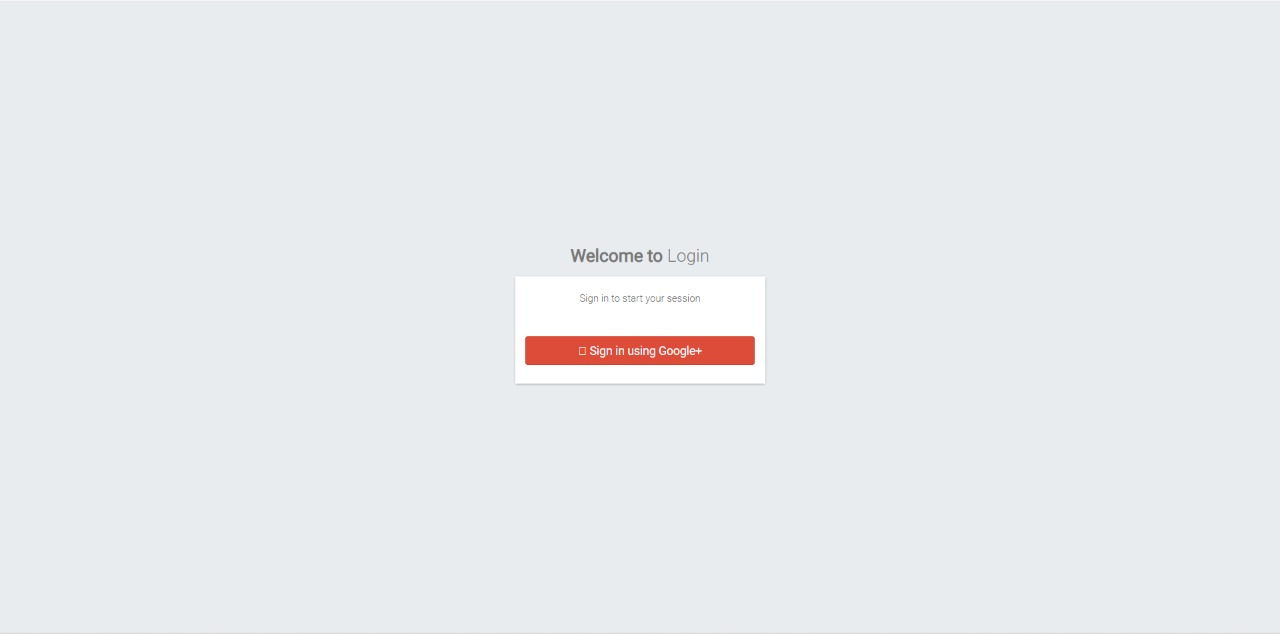 Welcome to Login
Sign in to start your session
Sign in using Google+